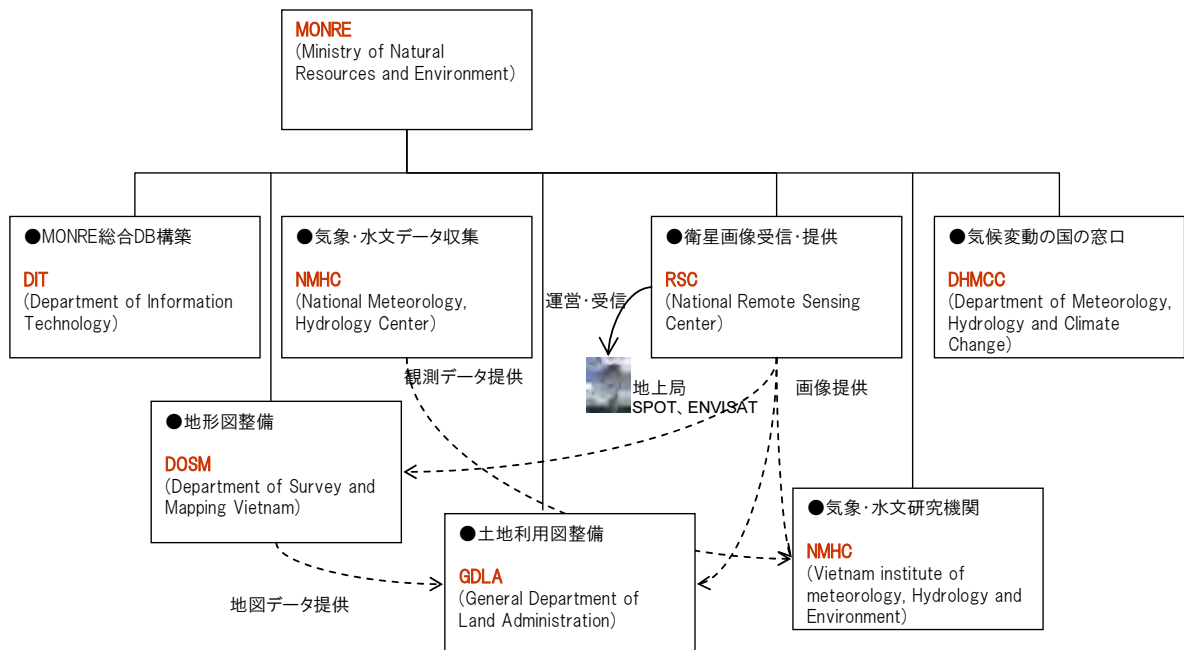 MONRE
(Ministry of Natural
Resources and Environment)
●MONRE総合DB構築
DIT
(Department of Information
Technology)
●気象・水文データ収集
NMHC
(National Meteorology,
Hydrology Center)
●衛星画像受信・提供
RSC
(National Remote Sensing
Center)
●気候変動の国の窓口
DHMCC
(Department of Meteorology,
Hydrology and Climate
Change)
運営・受信
観測データ提供
地上局
SPOT、ENVISAT
画像提供
●地形図整備
DOSM
(Department of Survey and
Mapping Vietnam)
●土地利用図整備
GDLA
(General Department of
Land Administration)
●気象・水文研究機関
NMHC
(Vietnam institute of
meteorology, Hydrology and
Environment)
地図データ提供